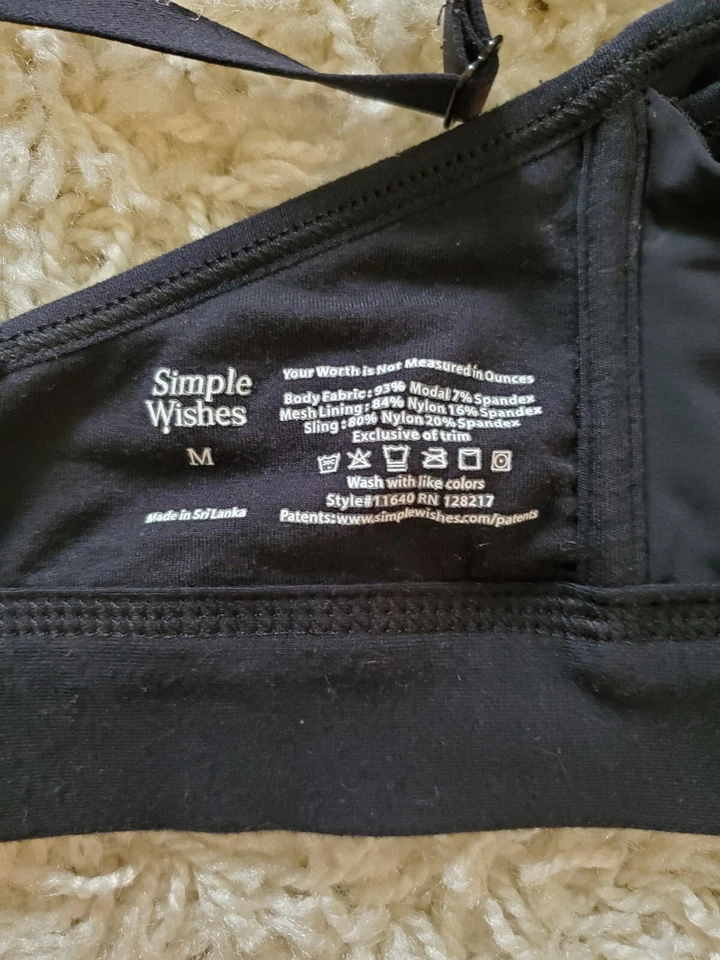 Simple
Wishes
M
Made in Sri Lanka
Your Worth is Not Measured in Ounces
Body Fabric : 93% Modal 7% Spandex
Mesh Lining : 84% Nylon 16% Spandex
Sling : 80% Nylon 20% Spandex
Exclusive of trim
Wash with like colors
Style#11640 RN 128217
Patents:www.simplewishes.com/patents